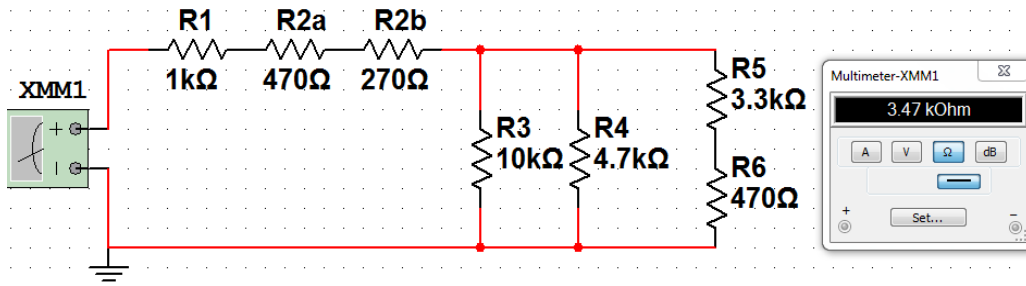 R1
1kΩ
R2a
470Ω
R2b
270Ω
XMM1
R3
10kΩ
R4
4.7kΩ
R5
3.3kΩ
R6
470Ω
Multimeter-XMM1
3.47 kOhm
A V Ω dB
+ Set... −